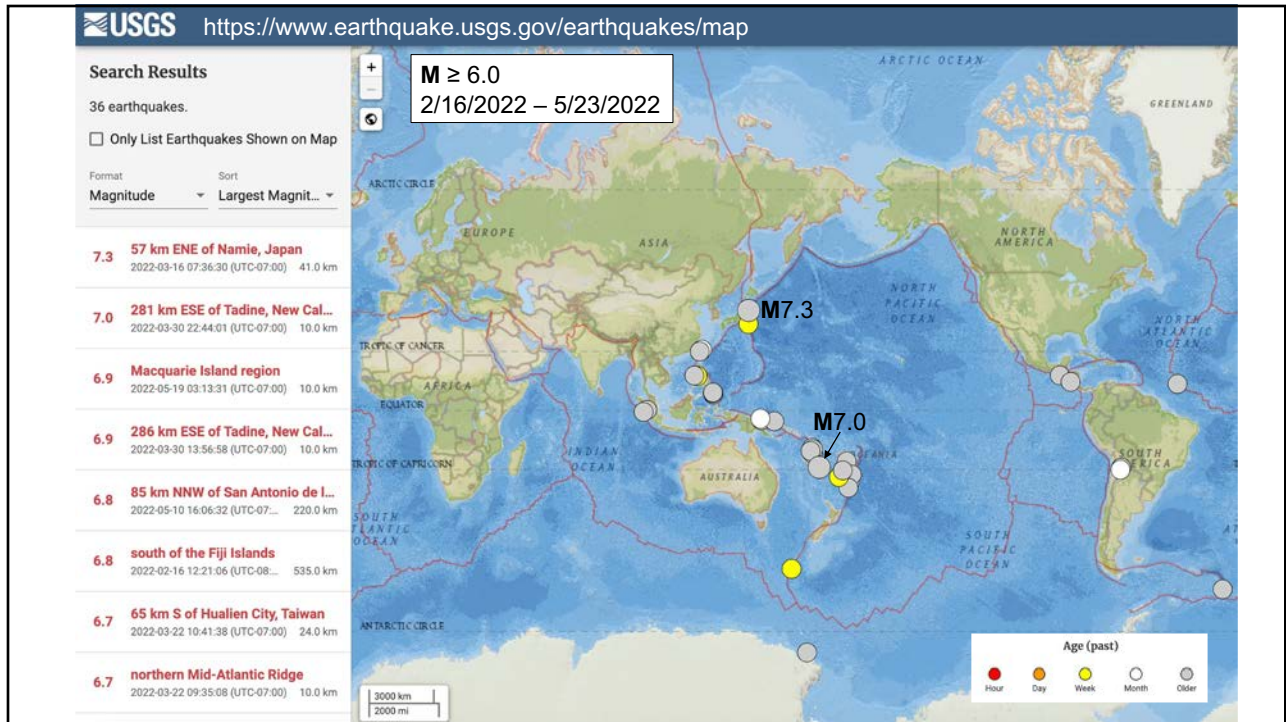 USGS https://www.earthquake.usgs.gov/earthquakes/map
Search Results
36 earthquakes.
Only List Earthquakes Shown on Map
Format Sort
Magnitude Largest Magnit...
7.3 57 km ENE of Namie, Japan
2022-03-16 07:36:30 (UTC-07:00) 41.0 km
7.0 281 km ESE of Tadine, New Cal...
2022-03-30 22:44:01 (UTC-07:00) 10.0 km
6.9 Macquarie Island region
2022-05-19 03:13:31 (UTC-07:00) 10.0 km
6.9 286 km ESE of Tadine, New Cal...
2022-03-30 13:56:58 (UTC-07:00) 10.0 km
6.8 85 km NNW of San Antonio de l...
2022-05-10 16:06:32 (UTC-07:... 220.0 km
6.8 south of the Fiji Islands
2022-02-16 12:21:06 (UTC-08:... 535.0 km
6.7 65 km S of Hualien City, Taiwan
2022-03-22 10:41:38 (UTC-07:00) 24.0 km
6.7 northern Mid-Atlantic Ridge
2022-03-22 09:35:08 (UTC-07:00) 10.0 km
+
−
M ≥ 6.0
2/16/2022 – 5/23/2022
ARCTIC OCEAN
GREENLAND
ARCTIC CIRCLE
EUROPE
ASIA
NORTH
AMERICA
NORTH
PACIFIC
OCEAN
M7.3
NORTH
ATLANTIC
OCEAN
TROPIC OF CANCER
AFRICA
EQUATOR
M7.0
INDIAN
OCEAN
TROPIC OF CAPRICORN
AUSTRALIA
OCEANIA
SOUTH
AMERICA
SOUTH
ATLANTIC
OCEAN
SOUTH
PACIFIC
OCEAN
ANTARCTIC CIRCLE
3000 km
2000 mi
Age (past)
Hour Day Week Month Older